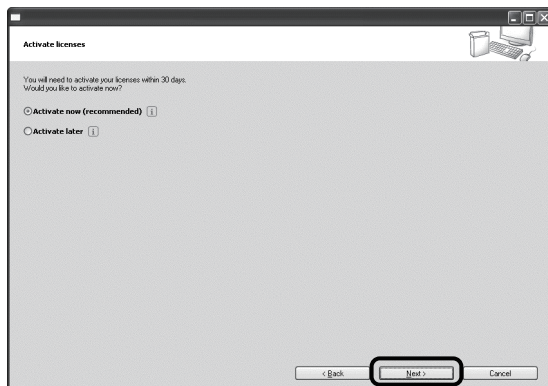 Activate licenses
You will need to activate your licenses within 30 days.
Would you like to activate now?
Activate now (recommended) i
Activate later i
< Back Next > Cancel